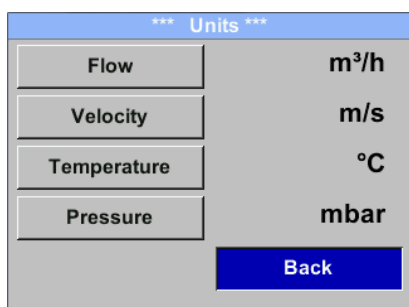 *** Units ***
Flow m³/h
Velocity m/s
Temperature °C
Pressure mbar
Back